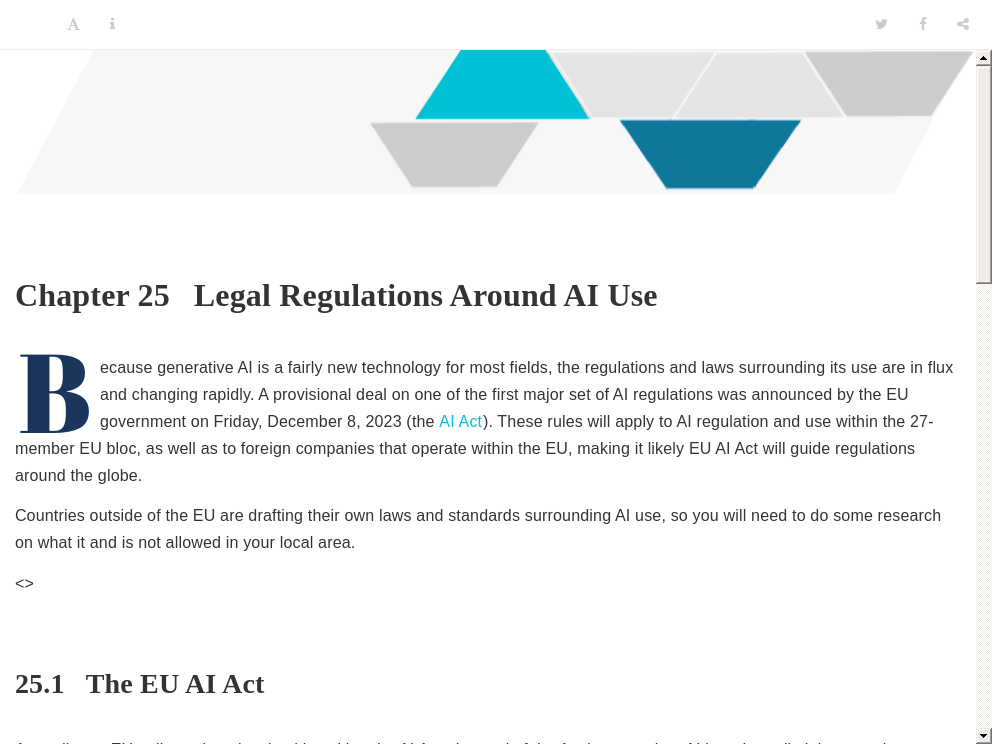 Chapter 25 Legal Regulations Around AI Use
Because generative AI is a fairly new technology for most fields, the regulations and laws surrounding its use are in flux
and changing rapidly. A provisional deal on one of the first major set of AI regulations was announced by the EU
government on Friday, December 8, 2023 (the AI Act). These rules will apply to AI regulation and use within the 27-
member EU bloc, as well as to foreign companies that operate within the EU, making it likely EU AI Act will guide regulations
around the globe.
Countries outside of the EU are drafting their own laws and standards surrounding AI use, so you will need to do some research
on what it and is not allowed in your local area.
<>
25.1 The EU AI Act